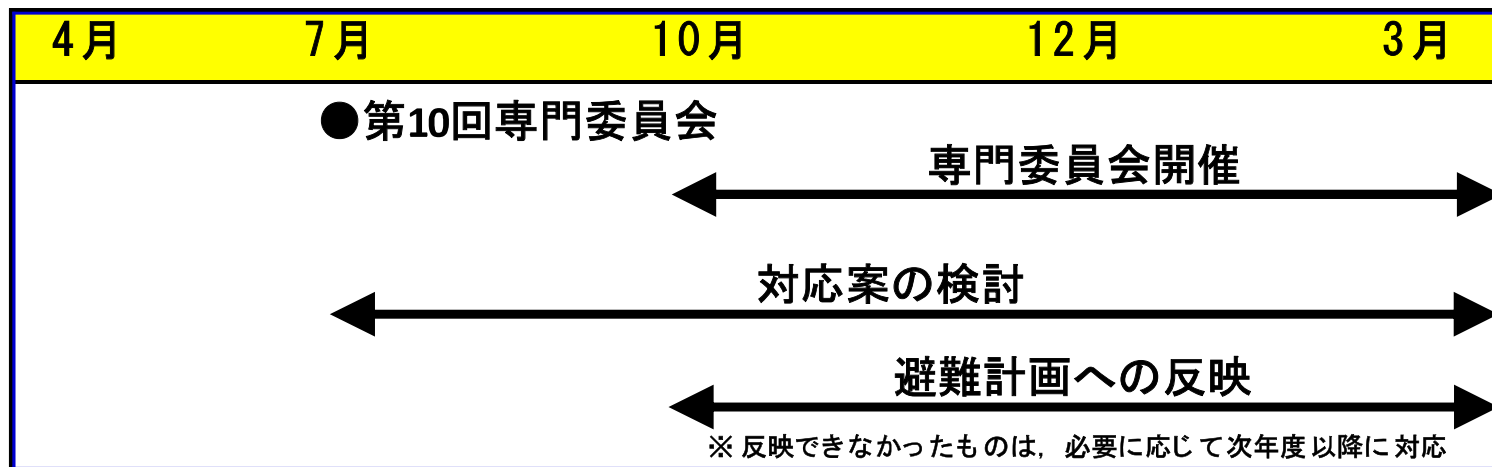 4月 7月 10月 12月 3月
●第10回専門委員会
専門委員会開催
対応案の検討
避難計画への反映
※反映できなかったものは，必要に応じて次年度以降に対応